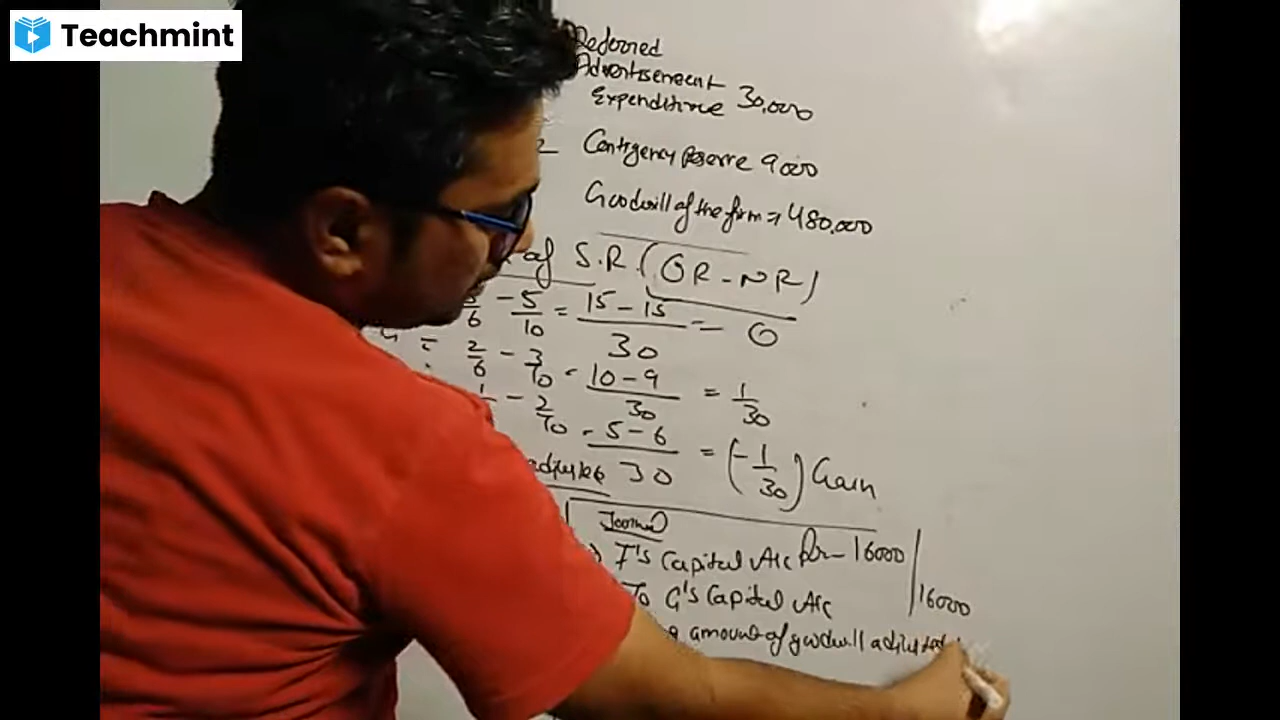 Teachmint
Deferred
Advertisement
Expenditure 30,000
Contigency Reserve 9000
Goodwill of the firm = 480,000
of S.R. (OR - NR)
6 - 5/10 = 15 - 15 / 30 = 0
= 2/6 - 3/10 = 10 - 9 / 30 = 1/30
1 - 2/10 = 5 - 6 / 30 = (- 1/30) Gain
Journal
I's Capital A/c Dr - 16000
To G's Capital A/c 16000
amount of goodwill adjusted